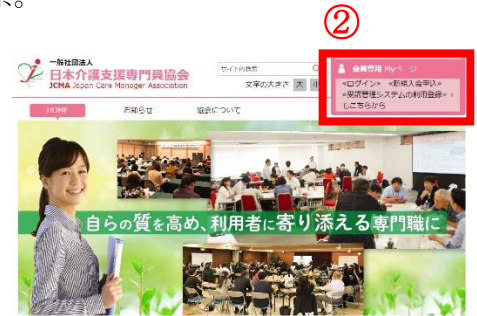 示。
②
一般社団法人
日本介護支援専門員協会
JCMA Japan Care Manager Association
サイト内検索
文字の大きさ 大 小
会員専用 Myページ
*ログイン* *新規入会申込*
*受講管理システムの利用登録*
もこちらから
HOME
お知らせ
協会について
自らの質を高め、利用者に寄り添える専門職に